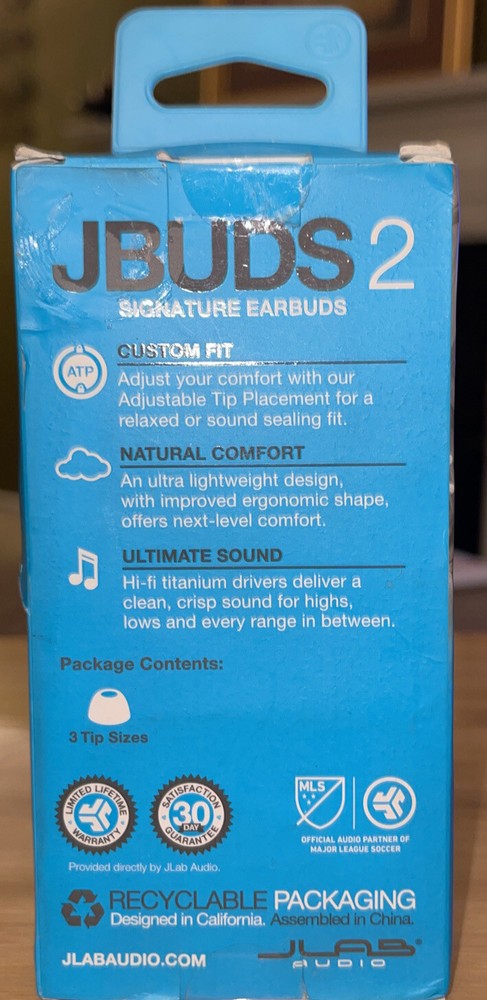 JBUDS 2
SIGNATURE EARBUDS
CUSTOM FIT
ATP
Adjust your comfort with our
Adjustable Tip Placement for a
relaxed or sound sealing fit.
NATURAL COMFORT
An ultra lightweight design,
with improved ergonomic shape,
offers next-level comfort.
ULTIMATE SOUND
Hi-fi titanium drivers deliver a
clean, crisp sound for highs,
lows and every range in between.
Package Contents:
3 Tip Sizes
LIMITED LIFETIME
WARRANTY
SATISFACTION
30
DAY
GUARANTEE
MLS
OFFICIAL AUDIO PARTNER OF
MAJOR LEAGUE SOCCER
Provided directly by JLab Audio.
RECYCLABLE PACKAGING
Designed in California. Assembled in China.
JLABAUDIO.COM
JLAB®
AUDIO